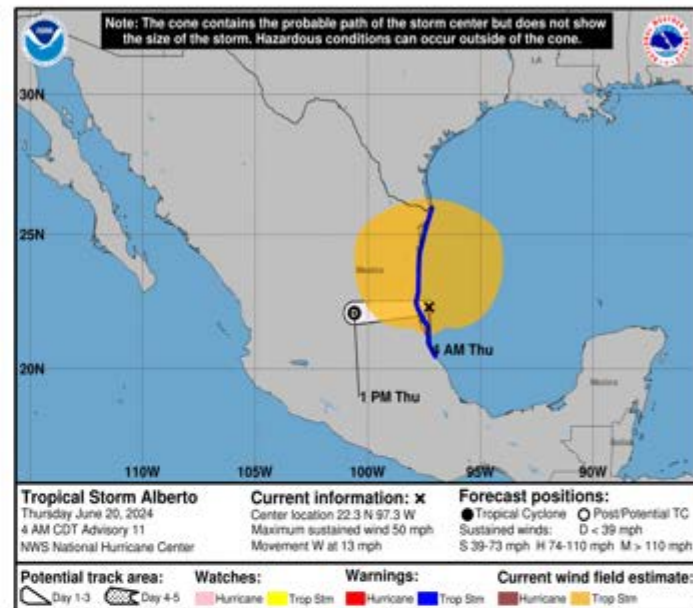 Note: The cone contains the probable path of the storm center but does not show
the size of the storm. Hazardous conditions can occur outside of the cone.
NOAA
LA
30N
25N
Mexico
20N
4 AM Thu
1 PM Thu
Mexico
110W 105W 100W 95W 90W
Tropical Storm Alberto
Thursday June 20, 2024
4 AM CDT Advisory 11
NWS National Hurricane Center
Current information: x
Center location 22.3 N 97.3 W
Maximum sustained wind 50 mph
Movement W at 13 mph
Forecast positions:
Tropical Cyclone Post/Potential TC
Sustained winds: D < 39 mph
S 39-73 mph H 74-110 mph M > 110 mph
Potential track area:
Day 1-3 Day 4-5
Watches:
Hurricane Trop Stm
Warnings:
Hurricane Trop Stm
Current wind field estimate:
Hurricane Trop Stm
D